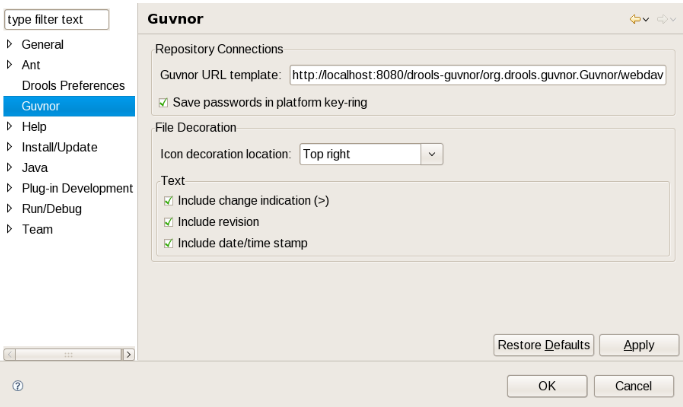 type filter text
General
Ant
Drools Preferences
Guvnor
Help
Install/Update
Java
Plug-in Development
Run/Debug
Team
Guvnor
Repository Connections
Guvnor URL template: http://localhost:8080/drools-guvnor/org.drools.guvnor.Guvnor/webdav
Save passwords in platform key-ring
File Decoration
Icon decoration location: Top right
Text
Include change indication (>)
Include revision
Include date/time stamp
Restore Defaults Apply
? OK Cancel